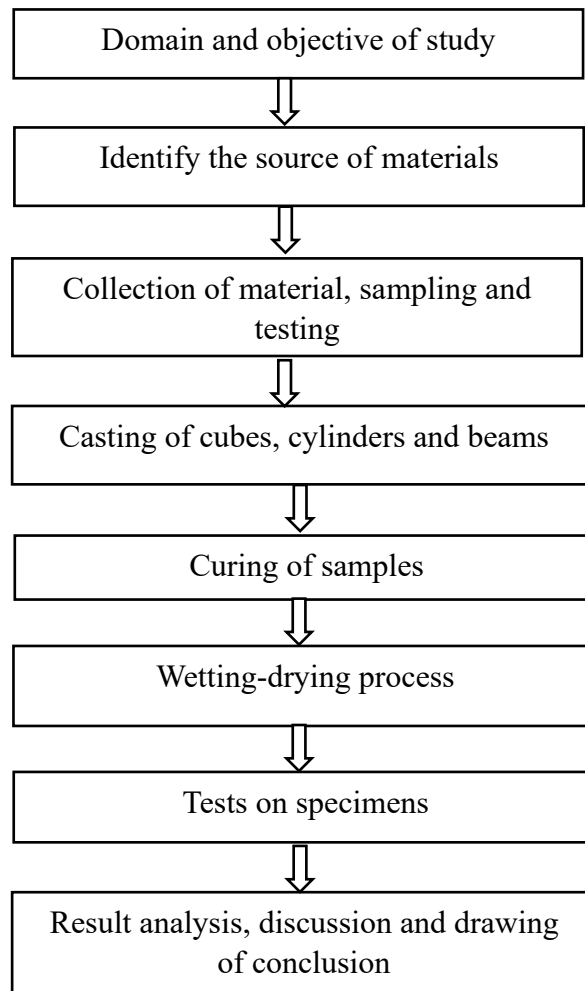 Domain and objective of study
Identify the source of materials
Collection of material, sampling and
testing
Casting of cubes, cylinders and beams
Curing of samples
Wetting-drying process
Tests on specimens
Result analysis, discussion and drawing
of conclusion